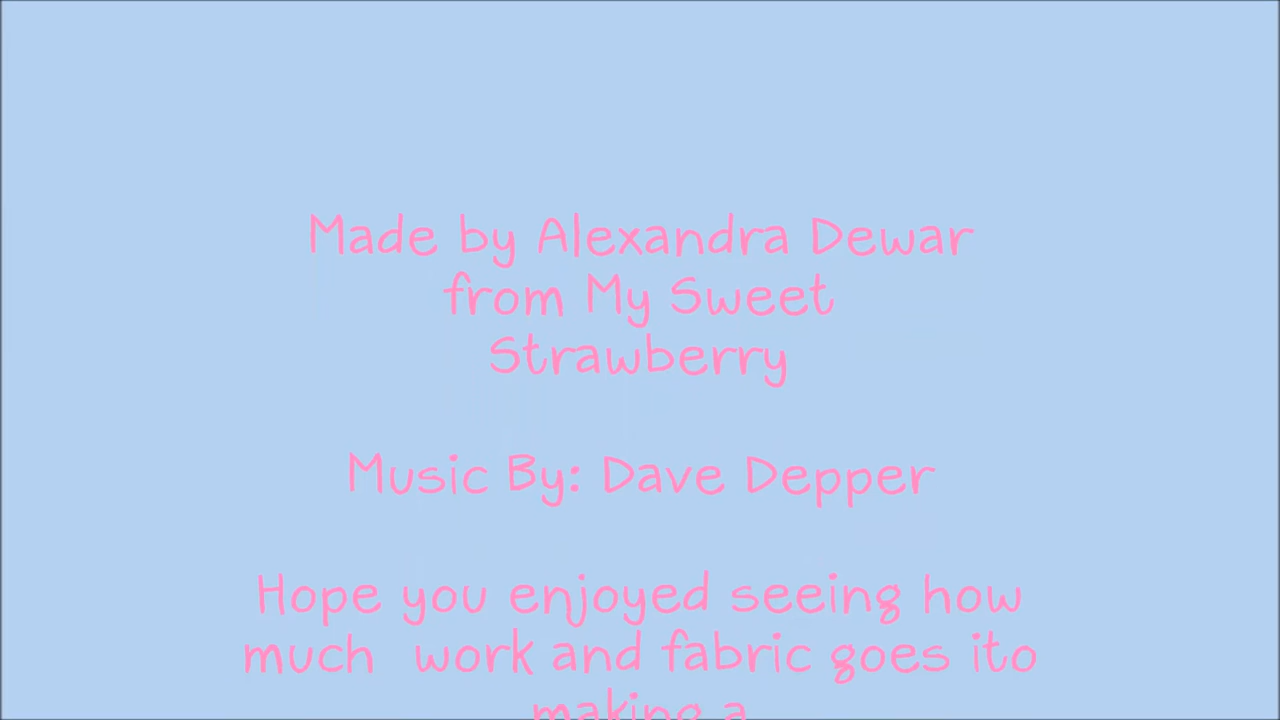 Made by Alexandra Dewar
from My Sweet
Strawberry
Music By: Dave Depper
Hope you enjoyed seeing how
much work and fabric goes ito
making a